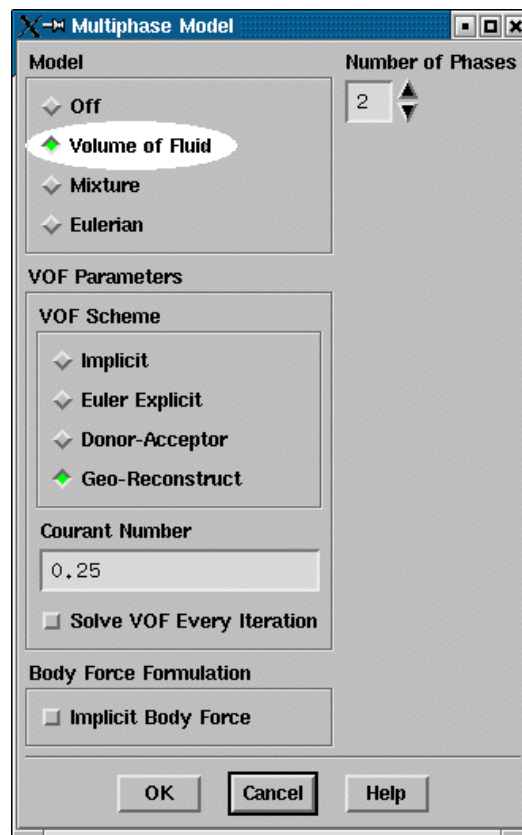 Multiphase Model
Model
Off
Volume of Fluid
Mixture
Eulerian
Number of Phases
2
VOF Parameters
VOF Scheme
Implicit
Euler Explicit
Donor-Acceptor
Geo-Reconstruct
Courant Number
0.25
Solve VOF Every Iteration
Body Force Formulation
Implicit Body Force
OK Cancel Help